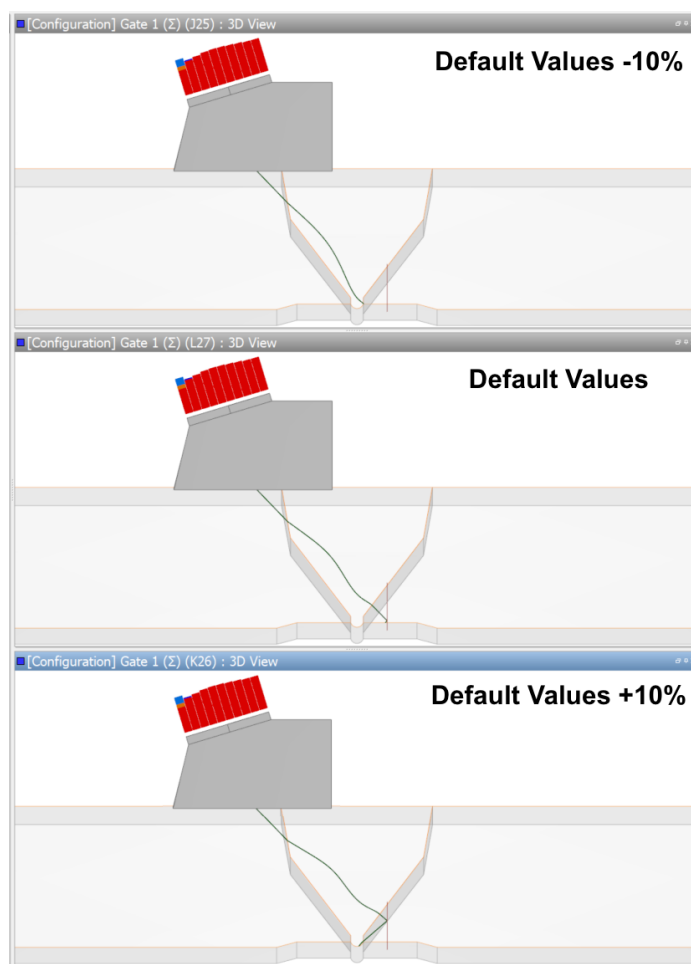 [Configuration] Gate 1 (Σ) (J25) : 3D View
Default Values -10%
[Configuration] Gate 1 (Σ) (L27) : 3D View
Default Values
[Configuration] Gate 1 (Σ) (K26) : 3D View
Default Values +10%